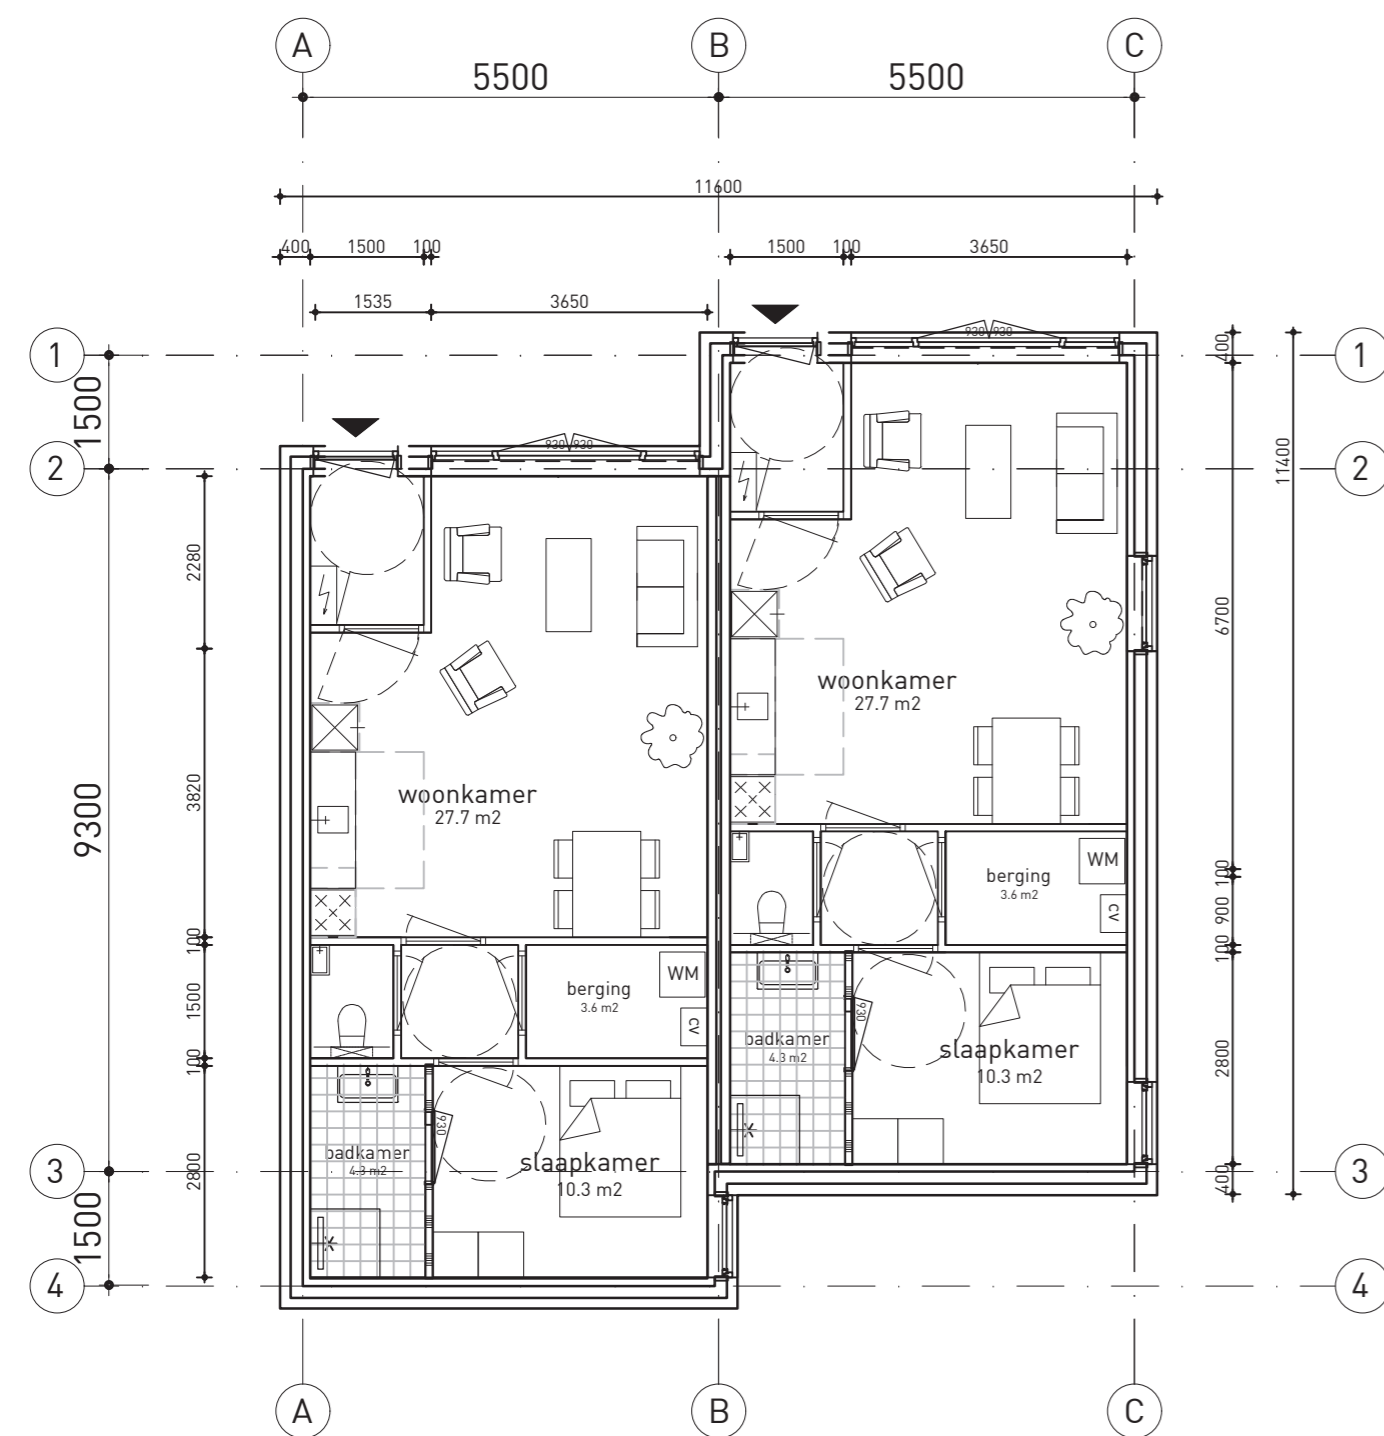 A B C
5500 5500
11600
400 1500 100 1500 100 3650
1535 3650
930 930
1 1
400
1500
930 930
2 2
11400
2280
6700
woonkamer
27.7 m2
3820
woonkamer
27.7 m2
9300
WM
berging
3.6 m2
CV
100
900
100
100
WM
berging
3.6 m2
CV
1500
930
badkamer
4.3 m2
slaapkamer
10.3 m2
100
2800
930
badkamer
4.3 m2
slaapkamer
10.3 m2
2800
3 3
400
1500
4 4
A B C